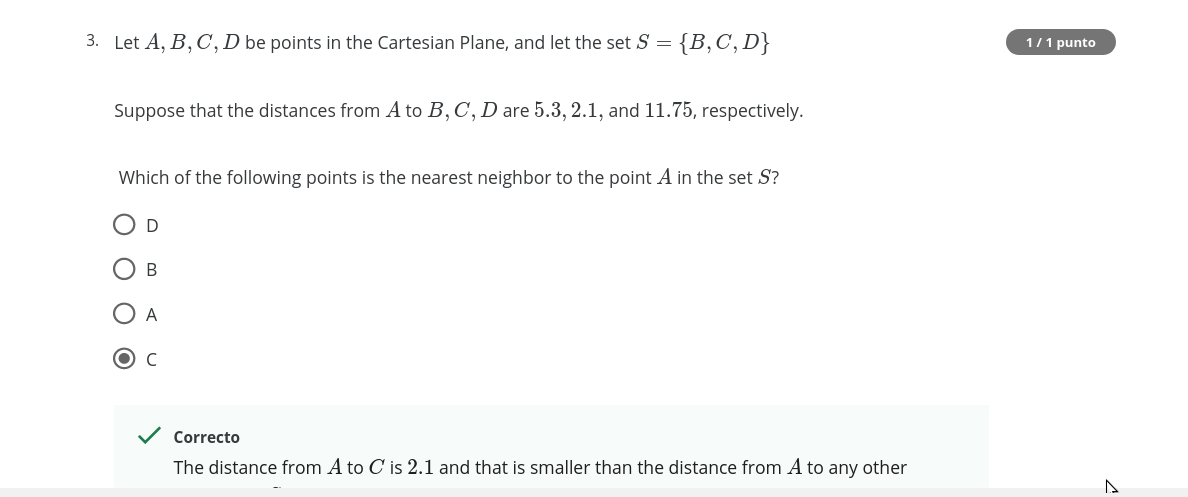 3. Let A, B, C, D be points in the Cartesian Plane, and let the set S = {B, C, D}
1 / 1 punto
Suppose that the distances from A to B, C, D are 5.3, 2.1, and 11.75, respectively.
Which of the following points is the nearest neighbor to the point A in the set S?
D
B
A
C
Correcto
The distance from A to C is 2.1 and that is smaller than the distance from A to any other